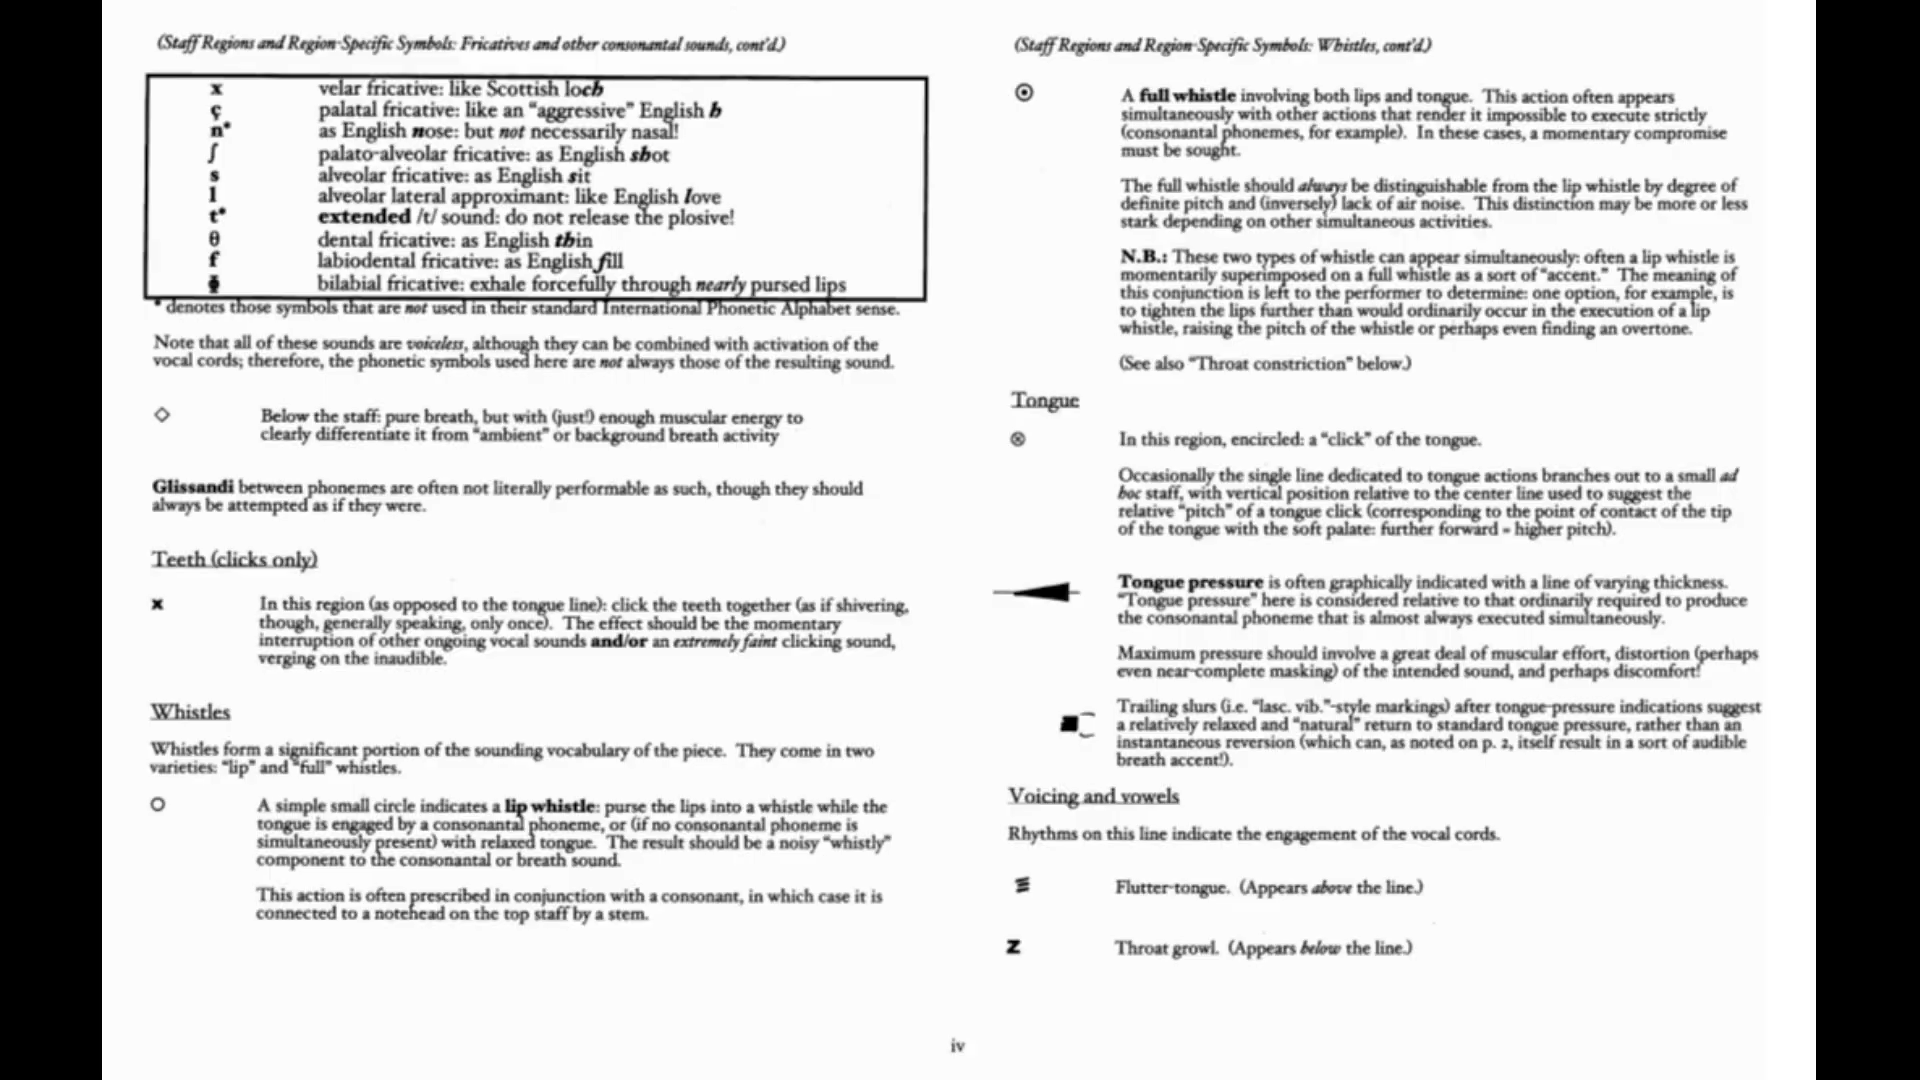 (Staff Regions and Region-Specific Symbols: Fricatives and other consonantal sounds, cont'd.)
x velar fricative: like Scottish loch
ç palatal fricative: like an “aggressive” English h
n* as English nose: but not necessarily nasal!
ʃ palato-alveolar fricative: as English shot
s alveolar fricative: as English sit
l alveolar lateral approximant: like English love
t* extended /t/ sound: do not release the plosive!
θ dental fricative: as English thin
f labiodental fricative: as English fill
ɸ bilabial fricative: exhale forcefully through nearly pursed lips
* denotes those symbols that are not used in their standard International Phonetic Alphabet sense.
Note that all of these sounds are voiceless, although they can be combined with activation of the
vocal cords; therefore, the phonetic symbols used here are not always those of the resulting sound.
◇ Below the staff: pure breath, but with (just!) enough muscular energy to
clearly differentiate it from “ambient” or background breath activity
Glissandi between phonemes are often not literally performable as such, though they should
always be attempted as if they were.
Teeth (clicks only)
x In this region (as opposed to the tongue line): click the teeth together (as if shivering,
though, generally speaking, only once). The effect should be the momentary
interruption of other ongoing vocal sounds and/or an extremely faint clicking sound,
verging on the inaudible.
Whistles
Whistles form a significant portion of the sounding vocabulary of the piece. They come in two
varieties: “lip” and “full” whistles.
○ A simple small circle indicates a lip whistle: purse the lips into a whistle while the
tongue is engaged by a consonantal phoneme, or (if no consonantal phoneme is
simultaneously present) with relaxed tongue. The result should be a noisy “whistly”
component to the consonantal or breath sound.
This action is often prescribed in conjunction with a consonant, in which case it is
connected to a notehead on the top staff by a stem.
(Staff Regions and Region-Specific Symbols: Whistles, cont'd.)
⊙ A full whistle involving both lips and tongue. This action often appears
simultaneously with other actions that render it impossible to execute strictly
(consonantal phonemes, for example). In these cases, a momentary compromise
must be sought.
The full whistle should always be distinguishable from the lip whistle by degree of
definite pitch and (inversely) lack of air noise. This distinction may be more or less
stark depending on other simultaneous activities.
N.B.: These two types of whistle can appear simultaneously: often a lip whistle is
momentarily superimposed on a full whistle as a sort of “accent.” The meaning of
this conjunction is left to the performer to determine: one option, for example, is
to tighten the lips further than would ordinarily occur in the execution of a lip
whistle, raising the pitch of the whistle or perhaps even finding an overtone.
(See also “Throat constriction” below.)
Tongue
⊗ In this region, encircled: a “click” of the tongue.
Occasionally the single line dedicated to tongue actions branches out to a small ad
hoc staff, with vertical position relative to the center line used to suggest the
relative “pitch” of a tongue click (corresponding to the point of contact of the tip
of the tongue with the soft palate: further forward = higher pitch).
Tongue pressure is often graphically indicated with a line of varying thickness.
“Tongue pressure” here is considered relative to that ordinarily required to produce
the consonantal phoneme that is almost always executed simultaneously.
Maximum pressure should involve a great deal of muscular effort, distortion (perhaps
even near-complete masking) of the intended sound, and perhaps discomfort!
Trailing slurs (i.e. “lasc. vib.”-style markings) after tongue-pressure indications suggest
a relatively relaxed and “natural” return to standard tongue pressure, rather than an
instantaneous reversion (which can, as noted on p. 2, itself result in a sort of audible
breath accent!).
Voicing and vowels
Rhythms on this line indicate the engagement of the vocal cords.
Flutter-tongue. (Appears above the line.)
z Throat growl. (Appears below the line.)
iv